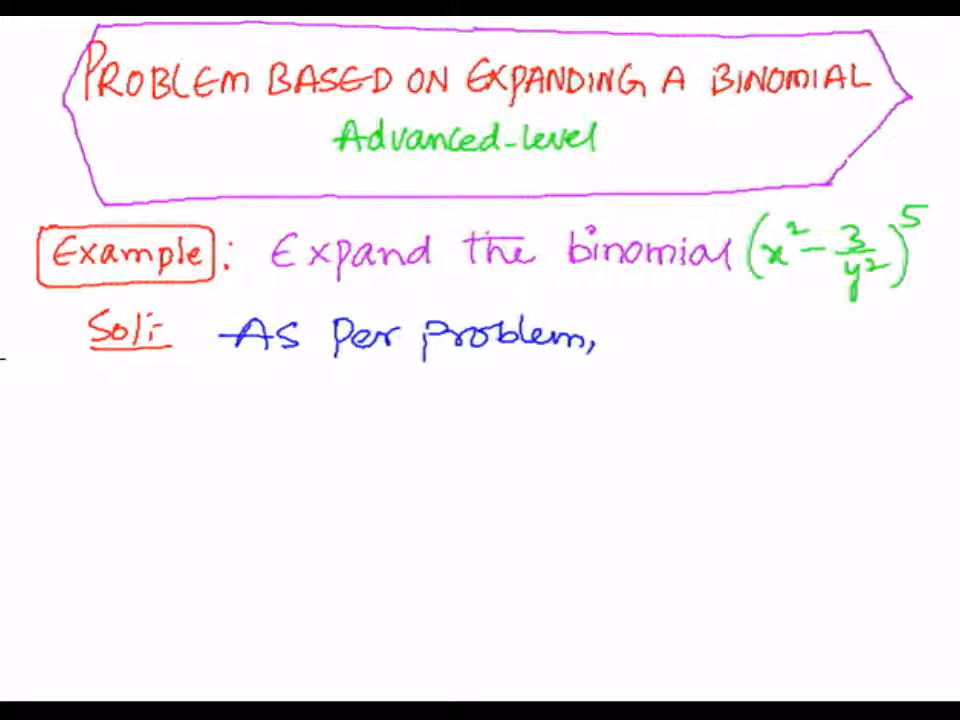 PROBLEM BASED ON EXPANDING A BINOMIAL
Advanced-level
Example: Expand the binomial (x² - 3/y²)⁵
Sol:- As per problem,